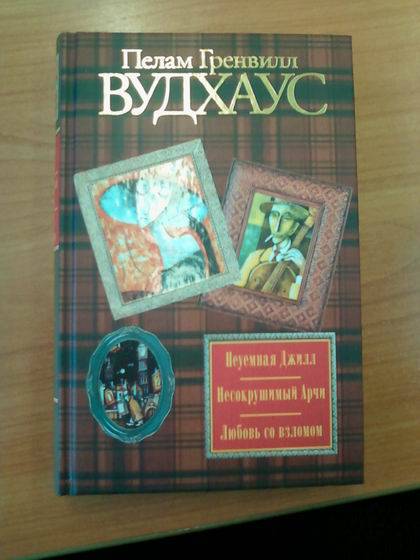 Пелам Гренвилл
ВУДХАУС
Неуемная Джилл
Несокрушимый Арчи
Любовь со взломом